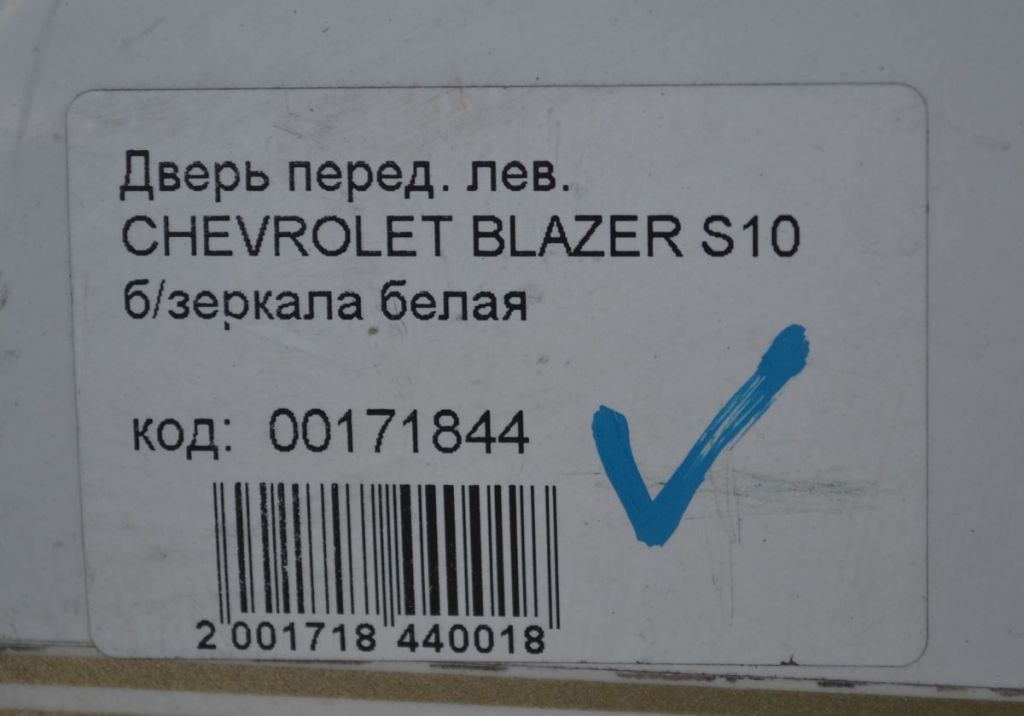 Дверь перед. лев.
CHEVROLET BLAZER S10
б/зеркала белая
код: 00171844
2 001718 440018